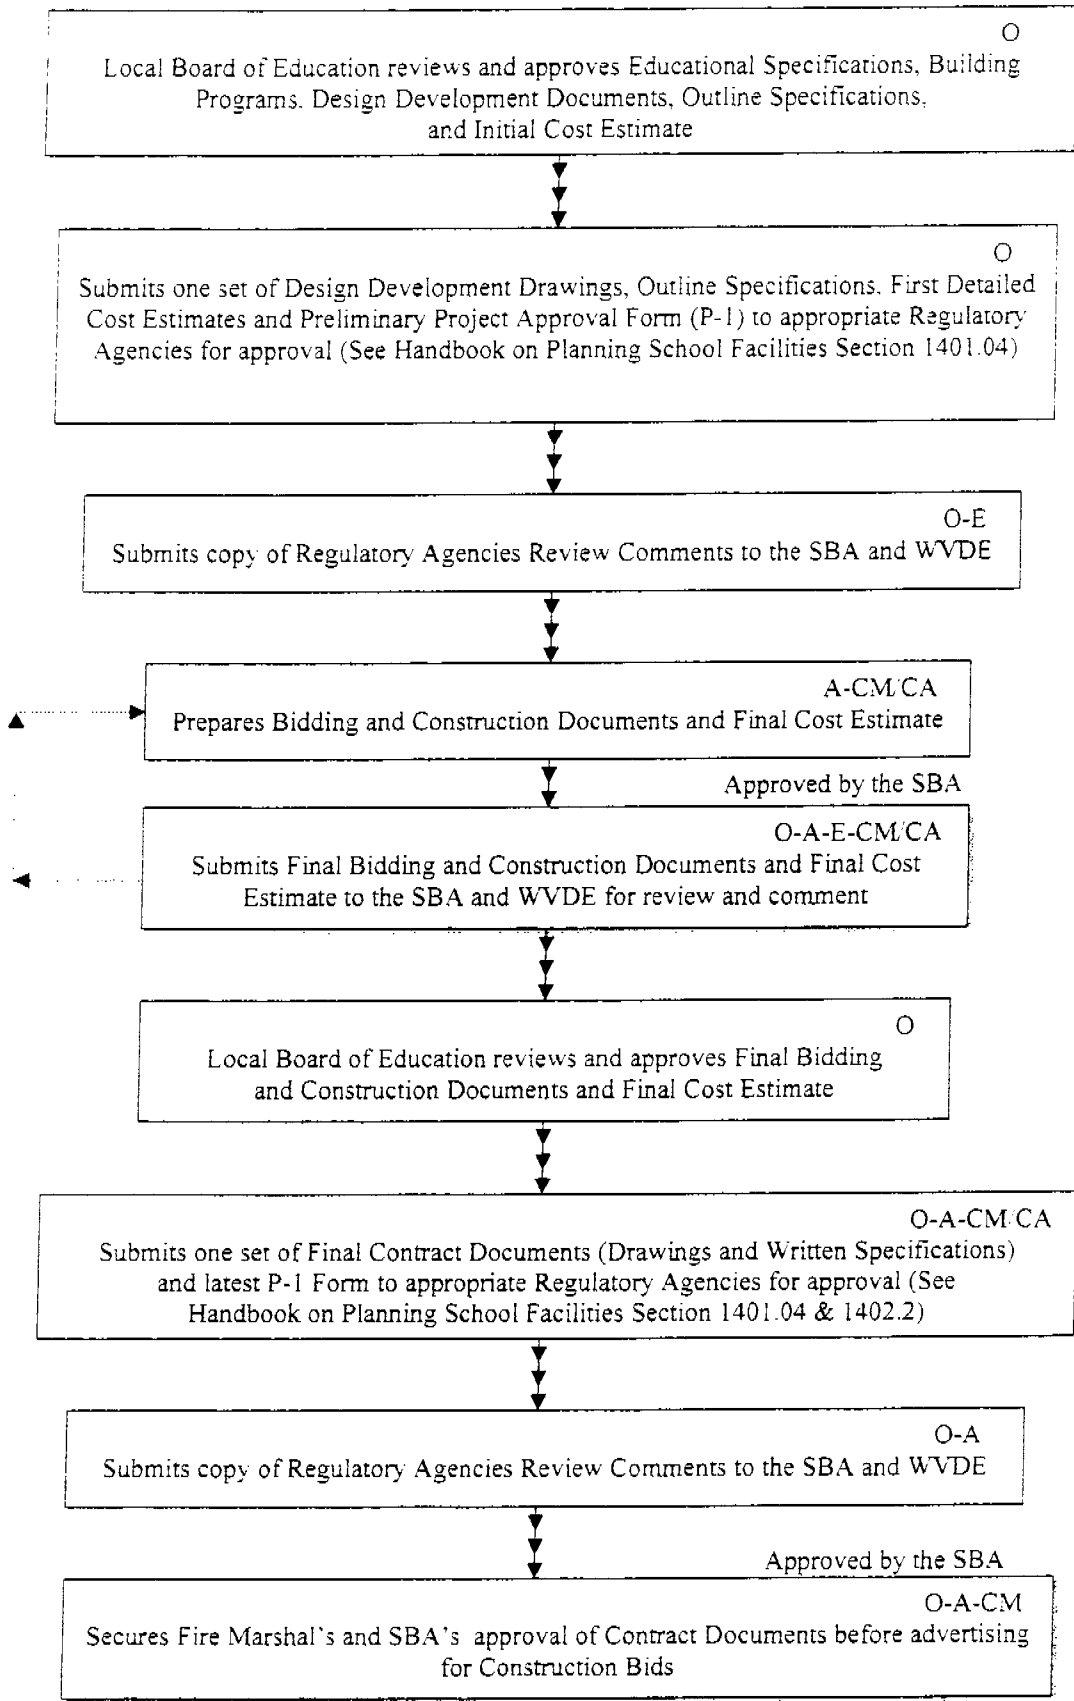 O
Local Board of Education reviews and approves Educational Specifications, Building
Programs. Design Development Documents, Outline Specifications,
and Initial Cost Estimate
O
Submits one set of Design Development Drawings, Outline Specifications. First Detailed
Cost Estimates and Preliminary Project Approval Form (P-1) to appropriate Regulatory
Agencies for approval (See Handbook on Planning School Facilities Section 1401.04)
O-E
Submits copy of Regulatory Agencies Review Comments to the SBA and WVDE
A-CM/CA
Prepares Bidding and Construction Documents and Final Cost Estimate
Approved by the SBA
O-A-E-CM/CA
Submits Final Bidding and Construction Documents and Final Cost
Estimate to the SBA and WVDE for review and comment
O
Local Board of Education reviews and approves Final Bidding
and Construction Documents and Final Cost Estimate
O-A-CM/CA
Submits one set of Final Contract Documents (Drawings and Written Specifications)
and latest P-1 Form to appropriate Regulatory Agencies for approval (See
Handbook on Planning School Facilities Section 1401.04 & 1402.2)
O-A
Submits copy of Regulatory Agencies Review Comments to the SBA and WVDE
Approved by the SBA
O-A-CM
Secures Fire Marshal's and SBA's approval of Contract Documents before advertising
for Construction Bids